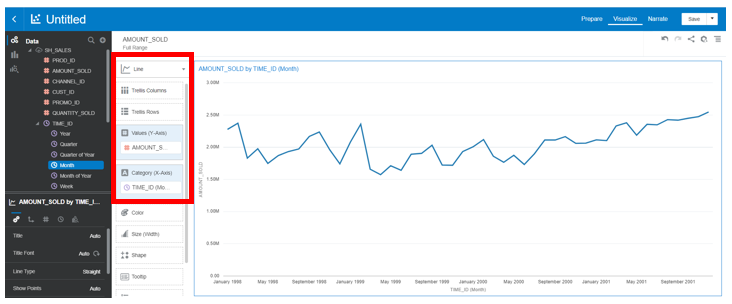 Untitled
Prepare
Visualize
Narrate
Save
Data
SH_SALES
PROD_ID
AMOUNT_SOLD
CHANNEL_ID
CUST_ID
PROMO_ID
QUANTITY_SOLD
TIME_ID
Year
Quarter
Quarter of Year
Month
Month of Year
Week
AMOUNT_SOLD by TIME_I...
Title Auto
Title Font Auto
Line Type Straight
Show Points Auto
AMOUNT_SOLD
Full Range
Line
Trellis Columns
Trellis Rows
Values (Y-Axis)
AMOUNT_S...
Category (X-Axis)
TIME_ID (Mo...
Color
Size (Width)
Shape
Tooltip
AMOUNT_SOLD by TIME_ID (Month)
3.00M
2.50M
2.00M
1.50M
1.00M
0.50M
0.00
AMOUNT_SOLD
January 1998 May 1998 September 1998 January 1999 May 1999 September 1999 January 2000 May 2000 September 2000 January 2001 May 2001 September 2001
TIME_ID (Month)